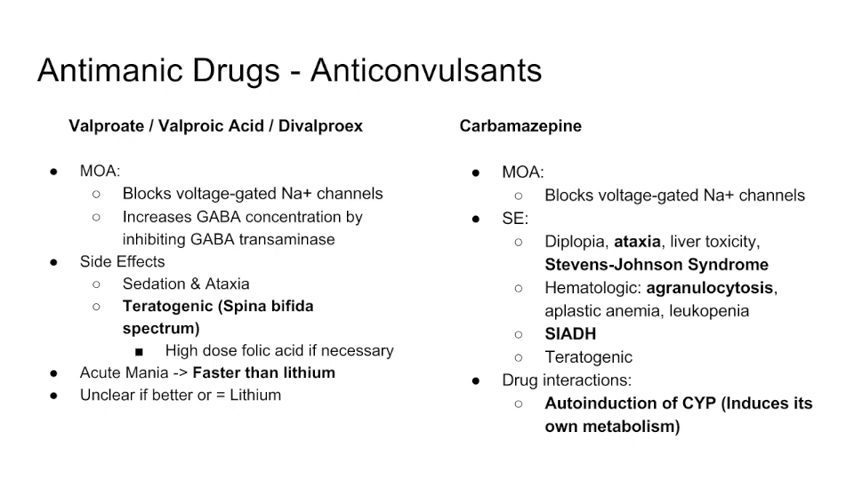 Antimanic Drugs - Anticonvulsants
Valproate / Valproic Acid / Divalproex
● MOA:
○ Blocks voltage-gated Na+ channels
○ Increases GABA concentration by
inhibiting GABA transaminase
● Side Effects
○ Sedation & Ataxia
○ Teratogenic (Spina bifida
spectrum)
■ High dose folic acid if necessary
● Acute Mania -> Faster than lithium
● Unclear if better or = Lithium
Carbamazepine
● MOA:
○ Blocks voltage-gated Na+ channels
● SE:
○ Diplopia, ataxia, liver toxicity,
Stevens-Johnson Syndrome
○ Hematologic: agranulocytosis,
aplastic anemia, leukopenia
○ SIADH
○ Teratogenic
● Drug interactions:
○ Autoinduction of CYP (Induces its
own metabolism)